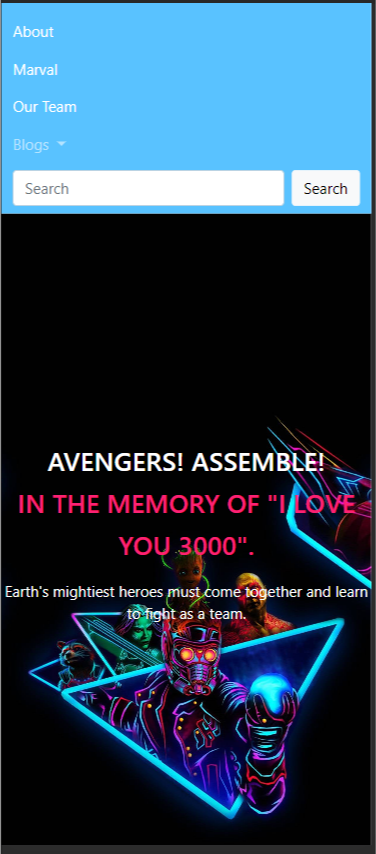 About
Marval
Our Team
Blogs
Search
Search
AVENGERS! ASSEMBLE!
IN THE MEMORY OF "I LOVE
YOU 3000".
Earth's mightiest heroes must come together and learn
to fight as a team.